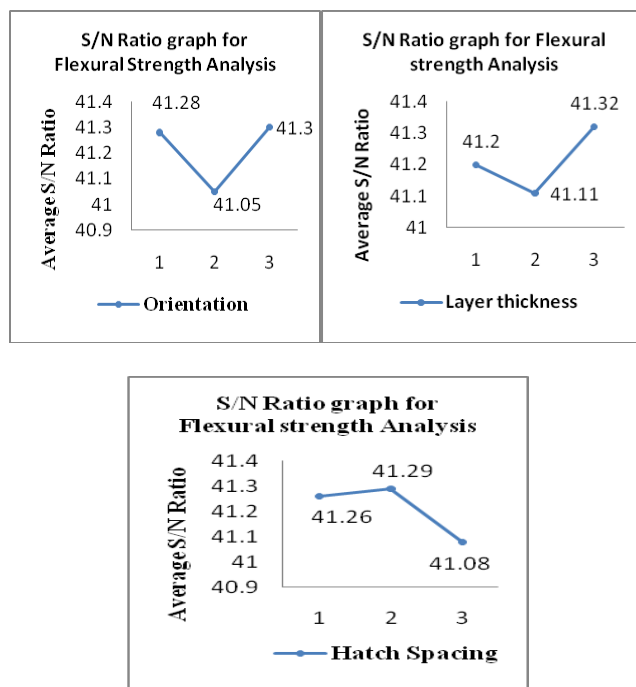 S/N Ratio graph for
Flexural Strength Analysis
Average S/N Ratio
41.4
41.3
41.2
41.1
41
40.9
41.28
41.05
41.3
1 2 3
Orientation
S/N Ratio graph for Flexural
strength Analysis
Average S/N Ratio
41.4
41.3
41.2
41.1
41
41.2
41.11
41.32
1 2 3
Layer thickness
S/N Ratio graph for
Flexural strength Analysis
Average S/N Ratio
41.4
41.3
41.2
41.1
41
40.9
41.26
41.29
41.08
1 2 3
Hatch Spacing